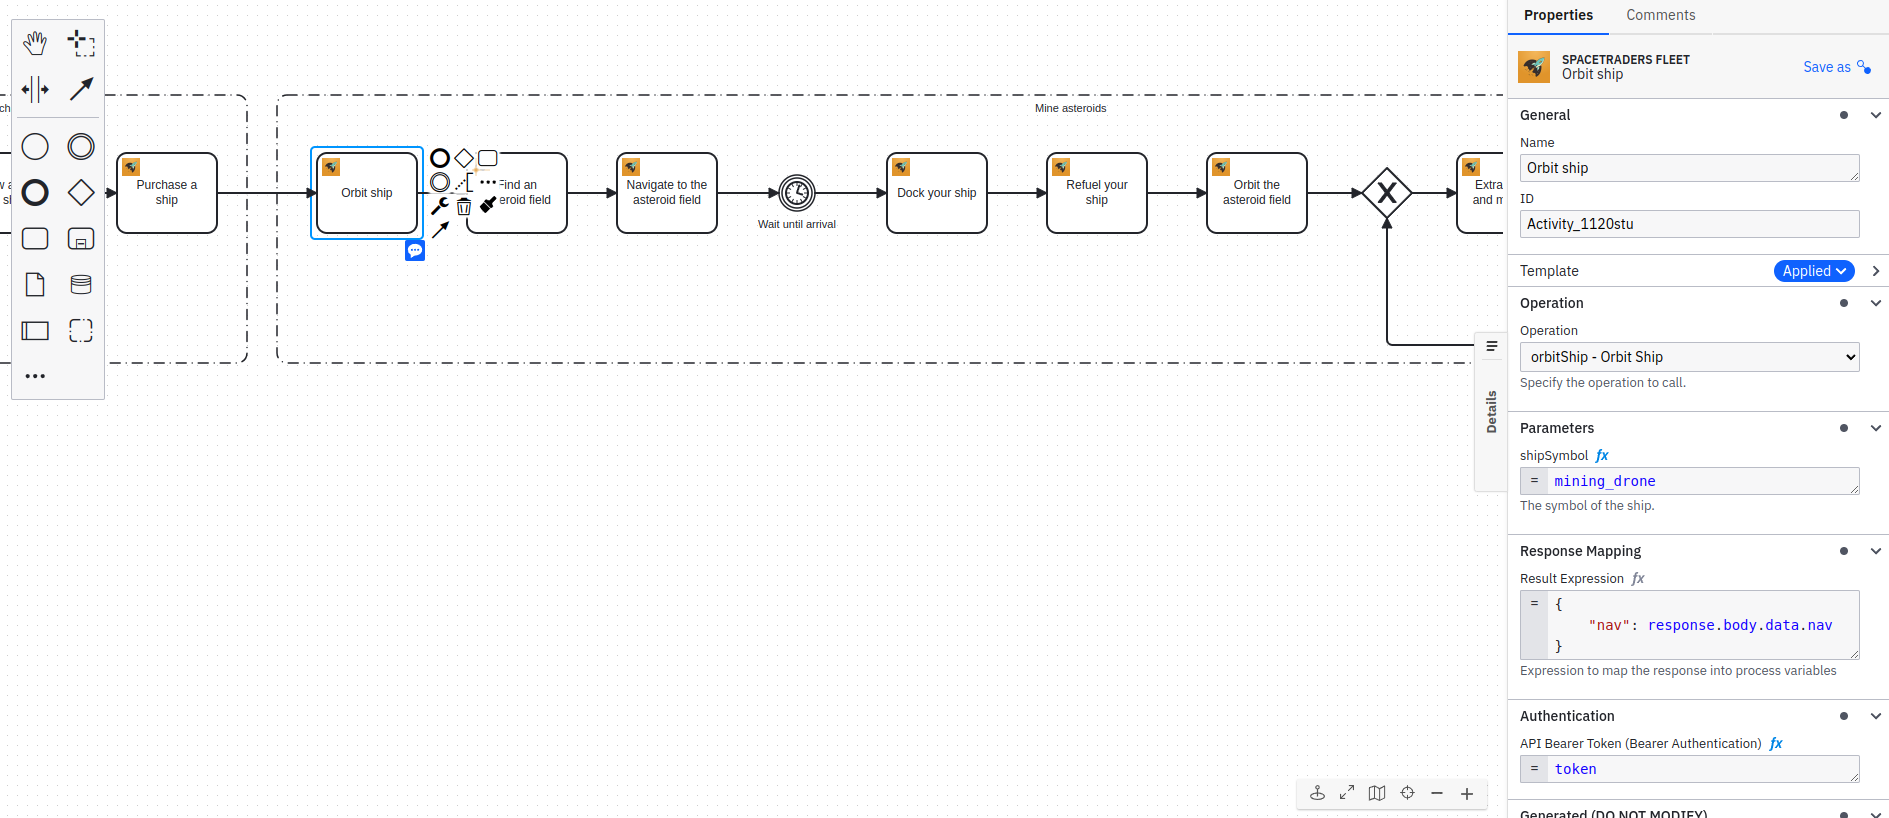 ch
Mine asteroids
w a
sl
Purchase a
ship
Orbit ship
Find an
eroid field
Navigate to the
asteroid field
Wait until arrival
Dock your ship
Refuel your
ship
Orbit the
asteroid field
X
Extra
and m
Details
Properties
Comments
SPACETRADERS FLEET
Orbit ship
Save as
General
Name
Orbit ship
ID
Activity_1120stu
Template
Applied
Operation
Operation
orbitShip - Orbit Ship
Specify the operation to call.
Parameters
shipSymbol fx
= mining_drone
The symbol of the ship.
Response Mapping
Result Expression fx
= {
"nav": response.body.data.nav
}
Expression to map the response into process variables
Authentication
API Bearer Token (Bearer Authentication) fx
= token
Generated (DO NOT MODIFY)